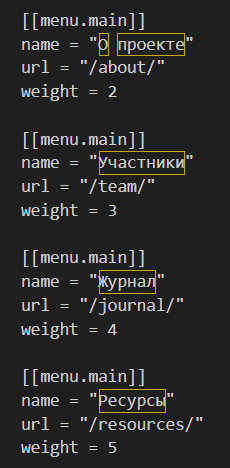 [[menu.main]]
name = "О проекте"
url = "/about/"
weight = 2
[[menu.main]]
name = "Участники"
url = "/team/"
weight = 3
[[menu.main]]
name = "Журнал"
url = "/journal/"
weight = 4
[[menu.main]]
name = "Ресурсы"
url = "/resources/"
weight = 5